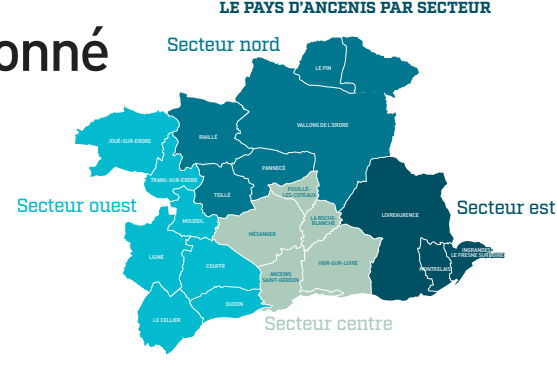 LE PAYS D'ANCENIS PAR SECTEUR
onné
Secteur nord
LE PIN
VALLONS DE L'ERDRE
RIAILLÉ
JOUÉ-SUR-ERDRE
PANNECÉ
TRANS-SUR-ERDRE
TEILLÉ
POUILLÉ-
LES-COTEAUX
Secteur ouest
Secteur est
LOIREAUXENCE
MOUZEIL
LA ROCHE-
BLANCHE
MÉSANGER
INGRANDES-
LE FRESNE SUR LOIRE
LIGNÉ
COUFFÉ
VAIR-SUR-LOIRE
MONTRELAIS
ANCENIS
SAINT-GÉRÉON
OUDON
LE CELLIER
Secteur centre